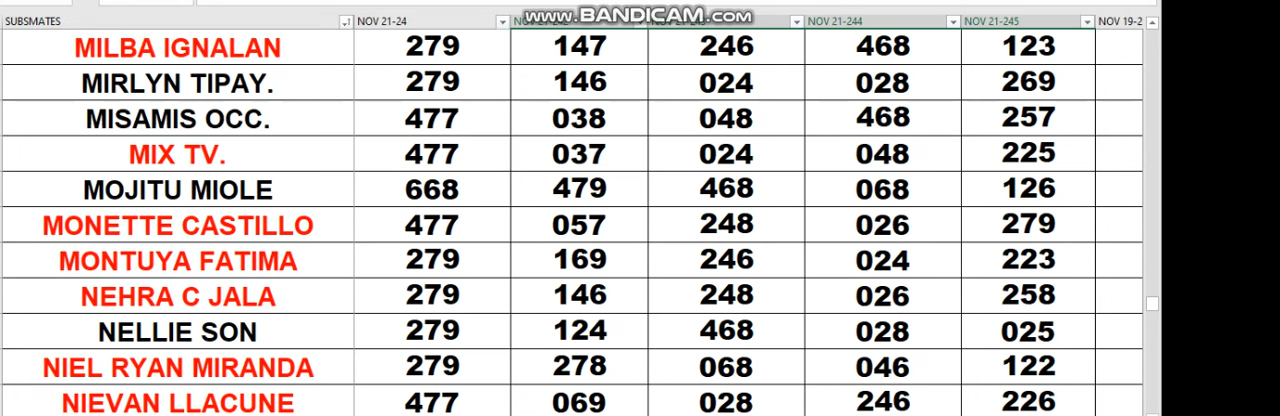 WWW.BANDICAM.COM
SUBSMATES NOV 21-24 NOV 21-244 NOV 21-245 NOV 19-2
MILBA IGNALAN 279 147 246 468 123
MIRLYN TIPAY. 279 146 024 028 269
MISAMIS OCC. 477 038 048 468 257
MIX TV. 477 037 024 048 225
MOJITU MIOLE 668 479 468 068 126
MONETTE CASTILLO 477 057 248 026 279
MONTUYA FATIMA 279 169 246 024 223
NEHRA C JALA 279 146 248 026 258
NELLIE SON 279 124 468 028 025
NIEL RYAN MIRANDA 279 278 068 046 122
NIEVAN LLACUNE 477 069 028 246 226